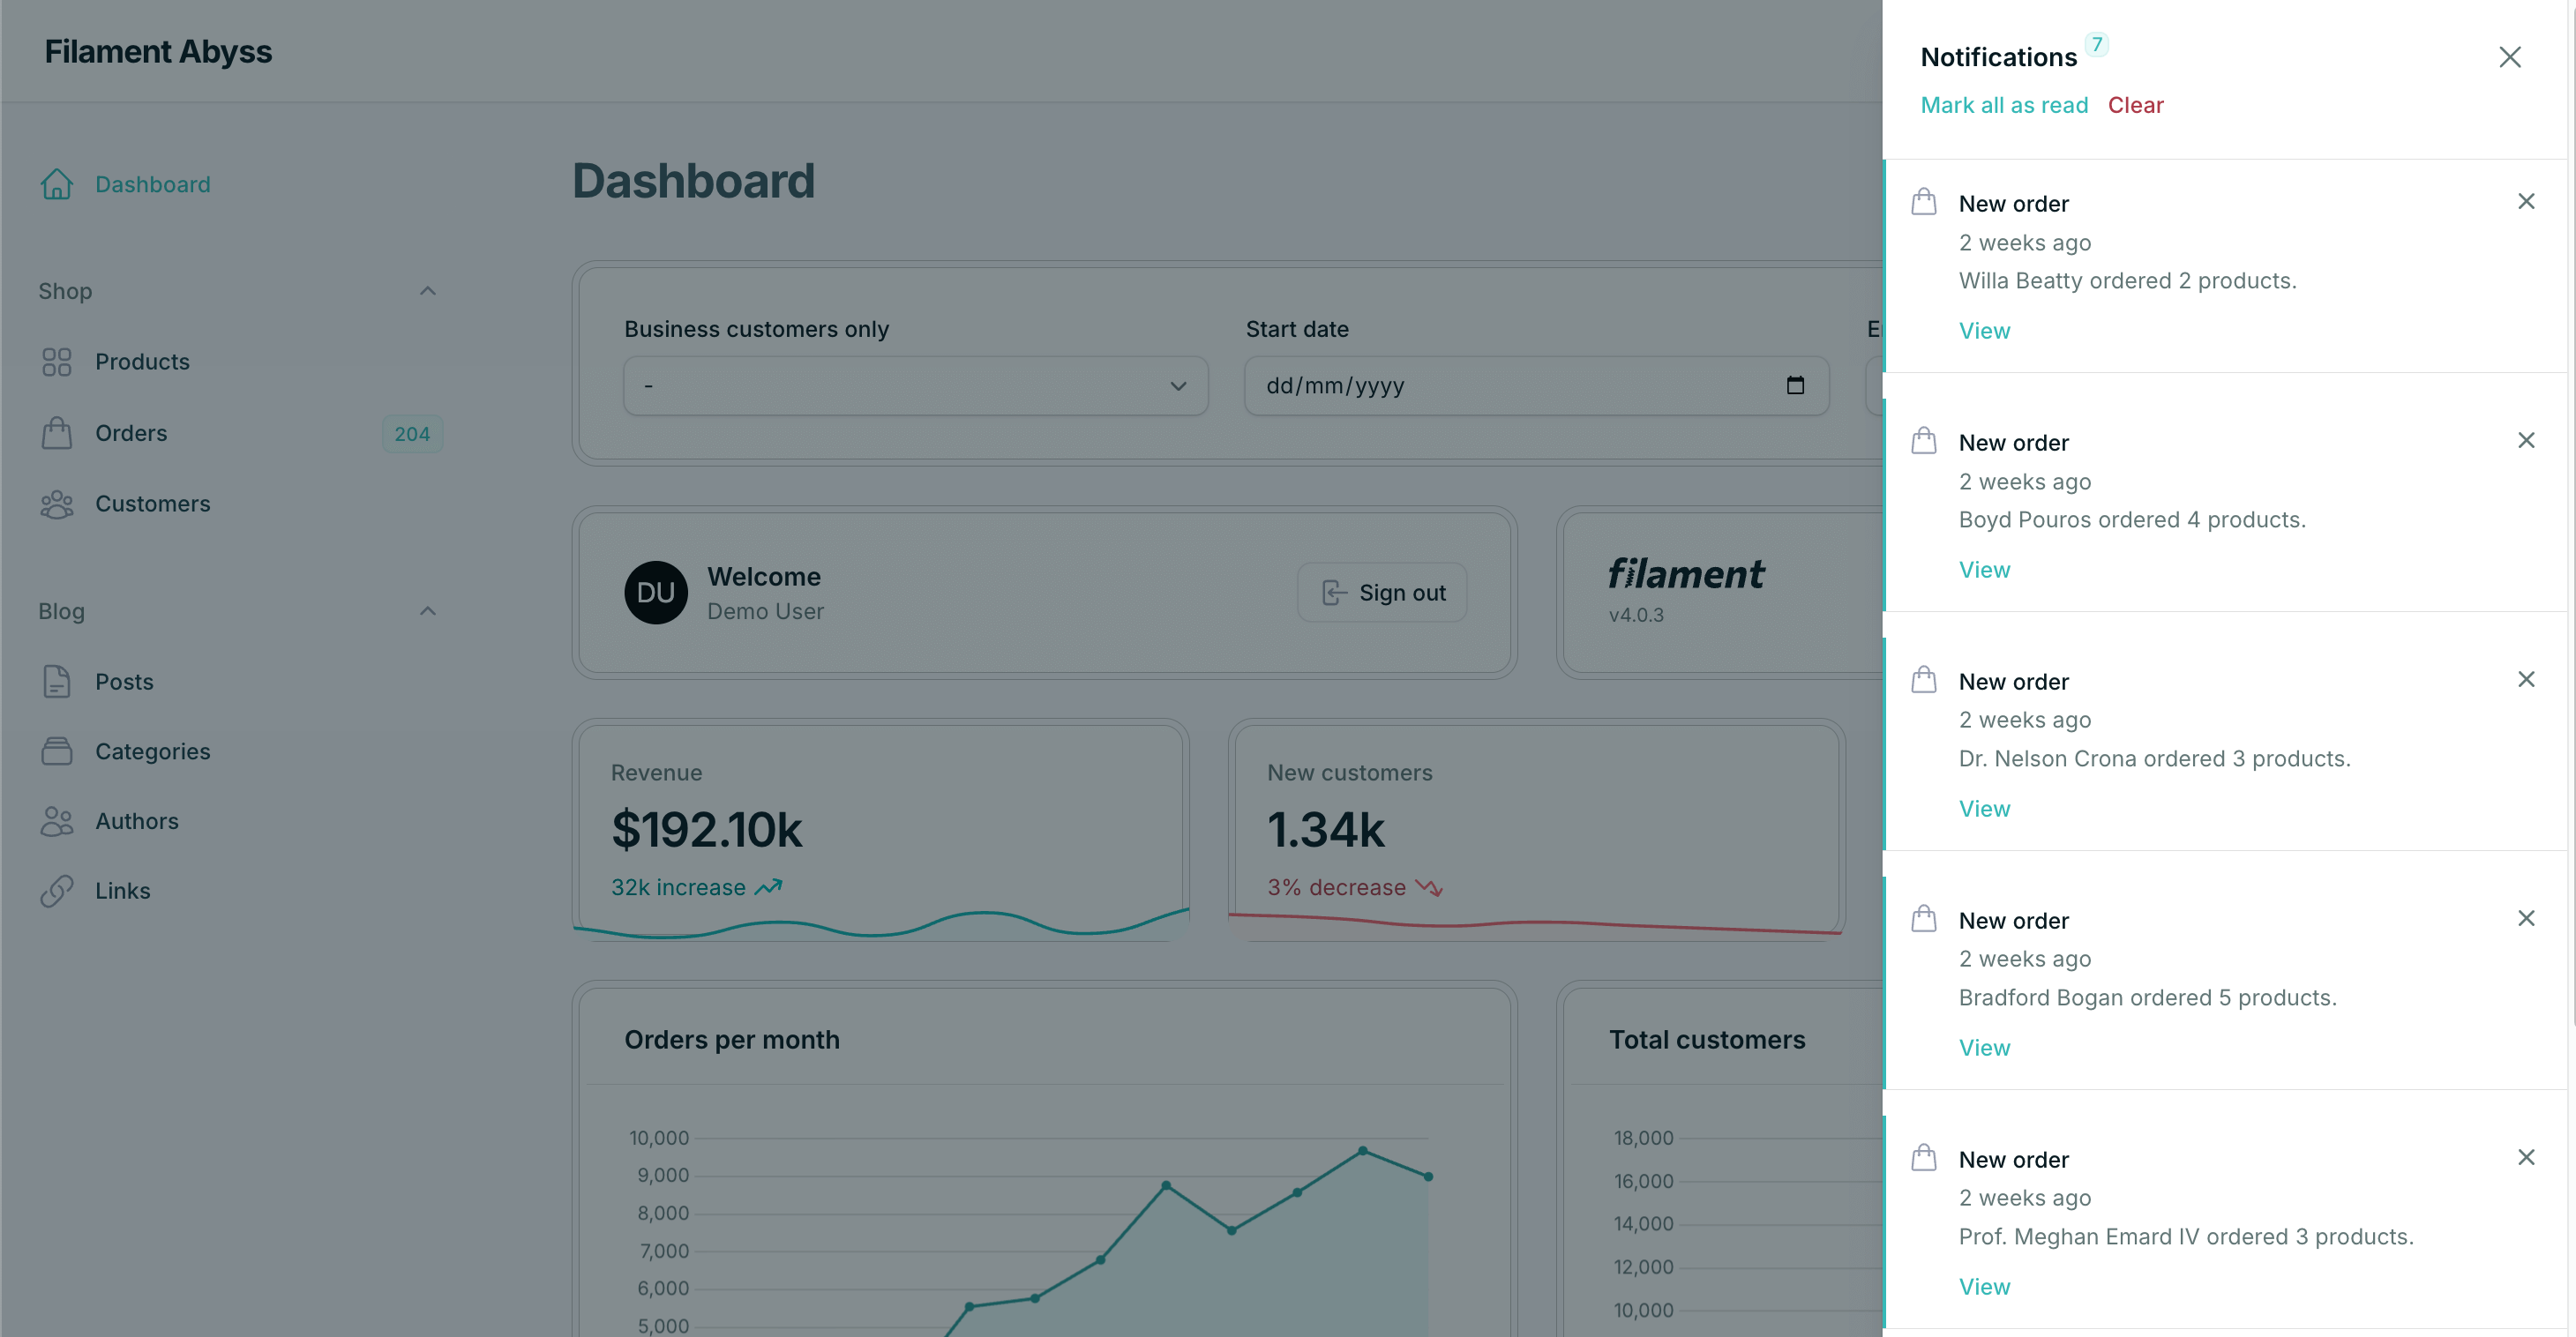 Filament Abyss
Dashboard
Shop
Products
Orders
204
Customers
Blog
Posts
Categories
Authors
Links
Dashboard
Business customers only
-
Start date
dd/mm/yyyy
DU
Welcome
Demo User
Sign out
filament
v4.0.3
Revenue
$192.10k
32k increase
New customers
1.34k
3% decrease
Orders per month
10,000
9,000
8,000
7,000
6,000
5,000
Total customers
18,000
16,000
14,000
12,000
10,000
Notifications 7
Mark all as read Clear
New order
2 weeks ago
Willa Beatty ordered 2 products.
View
New order
2 weeks ago
Boyd Pouros ordered 4 products.
View
New order
2 weeks ago
Dr. Nelson Crona ordered 3 products.
View
New order
2 weeks ago
Bradford Bogan ordered 5 products.
View
New order
2 weeks ago
Prof. Meghan Emard IV ordered 3 products.
View